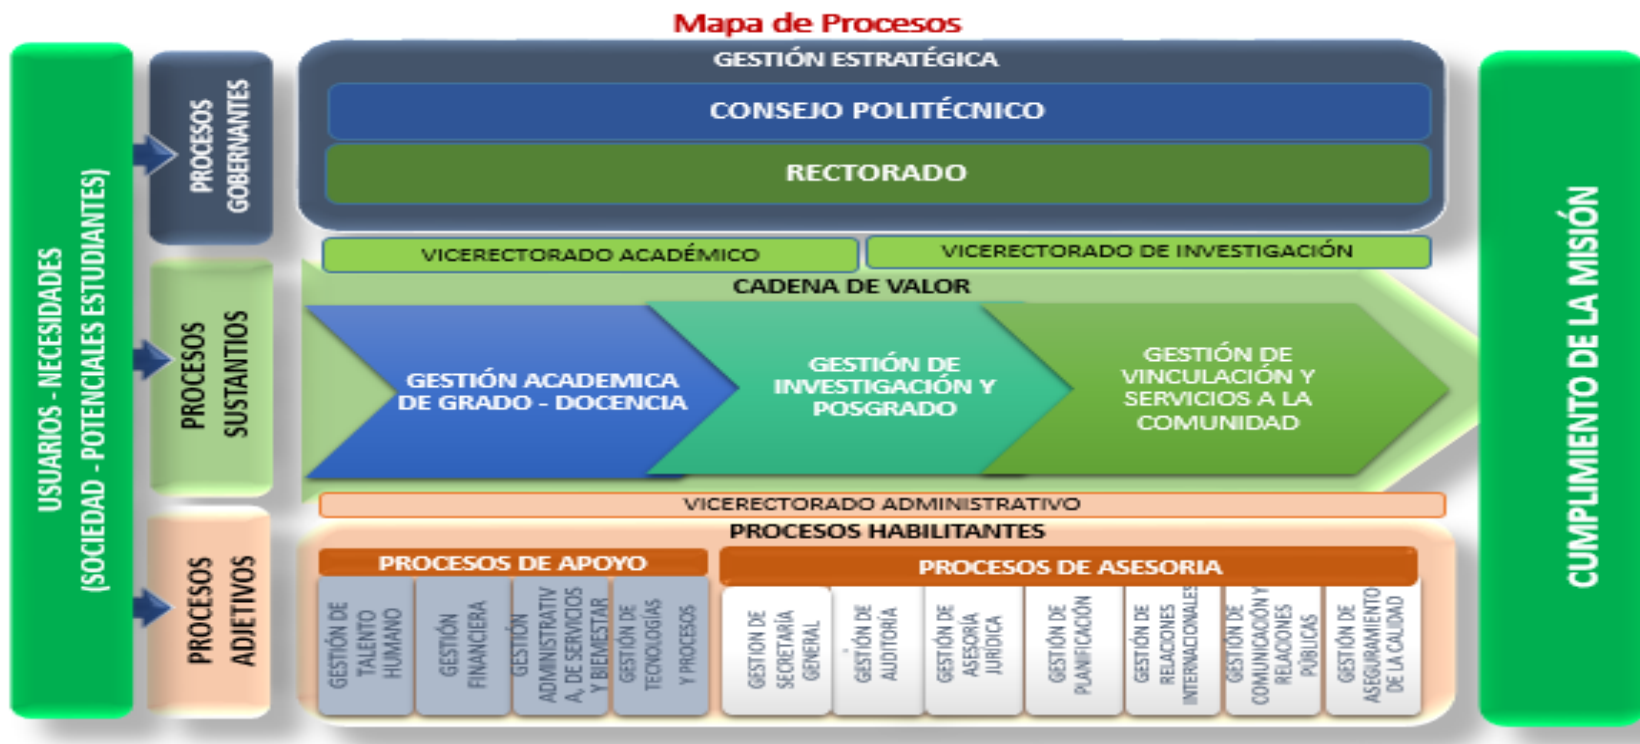 Mapa de Procesos
USUARIOS - NECESIDADES
(SOCIEDAD - POTENCIALES ESTUDIANTES)
PROCESOS
GOBERNANTES
GESTIÓN ESTRATÉGICA
CONSEJO POLITÉCNICO
RECTORADO
PROCESOS
SUSTANTIOS
VICERECTORADO ACADÉMICO
VICERECTORADO DE INVESTIGACIÓN
CADENA DE VALOR
GESTIÓN ACADEMICA
DE GRADO - DOCENCIA
GESTIÓN DE
INVESTIGACIÓN Y
POSGRADO
GESTIÓN DE
VINCULACIÓN Y
SERVICIOS A LA
COMUNIDAD
PROCESOS
ADJETIVOS
VICERECTORADO ADMINISTRATIVO
PROCESOS HABILITANTES
PROCESOS DE APOYO
GESTIÓN DE
TALENTO
HUMANO
GESTIÓN
FINANCIERA
GESTIÓN
ADMINISTRATIV
A, DE SERVICIOS
Y BIEMESTAR
GESTIÓN DE
TECNOLOGÍAS
Y PROCESOS
PROCESOS DE ASESORIA
GESTION DE
SECRETARÍA
GENERAL
GESTIÓN DE
AUDITORÍA
GESTIÓN DE
ASESORÍA
JURÍDICA
GESTIÓN DE
PLANIFICACIÓN
GESTIÓN DE
RELACIONES
INTERNACIONALES
GESTIÓN DE
COMUNICACIÓN Y
RELACIONES
PÚBLICAS
GESTIÓN DE
ASEGURAMIENTO
DE LA CALIDAD
CUMPLIMIENTO DE LA MISIÓN